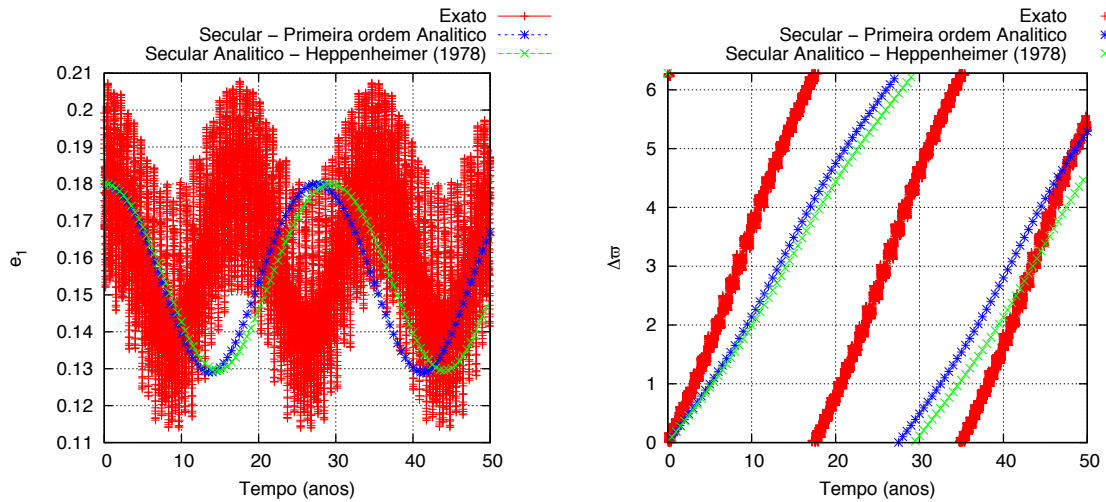 Exato
Secular – Primeira ordem Analitico
Secular Analitico – Heppenheimer (1978)
0.21
0.2
0.19
0.18
0.17
0.16
0.15
0.14
0.13
0.12
0.11
0 10 20 30 40 50
e1
Tempo (anos)
Exato
Secular – Primeira ordem Analitico
Secular Analitico – Heppenheimer (1978)
6
5
4
3
2
1
0
0 10 20 30 40 50
Δϖ
Tempo (anos)